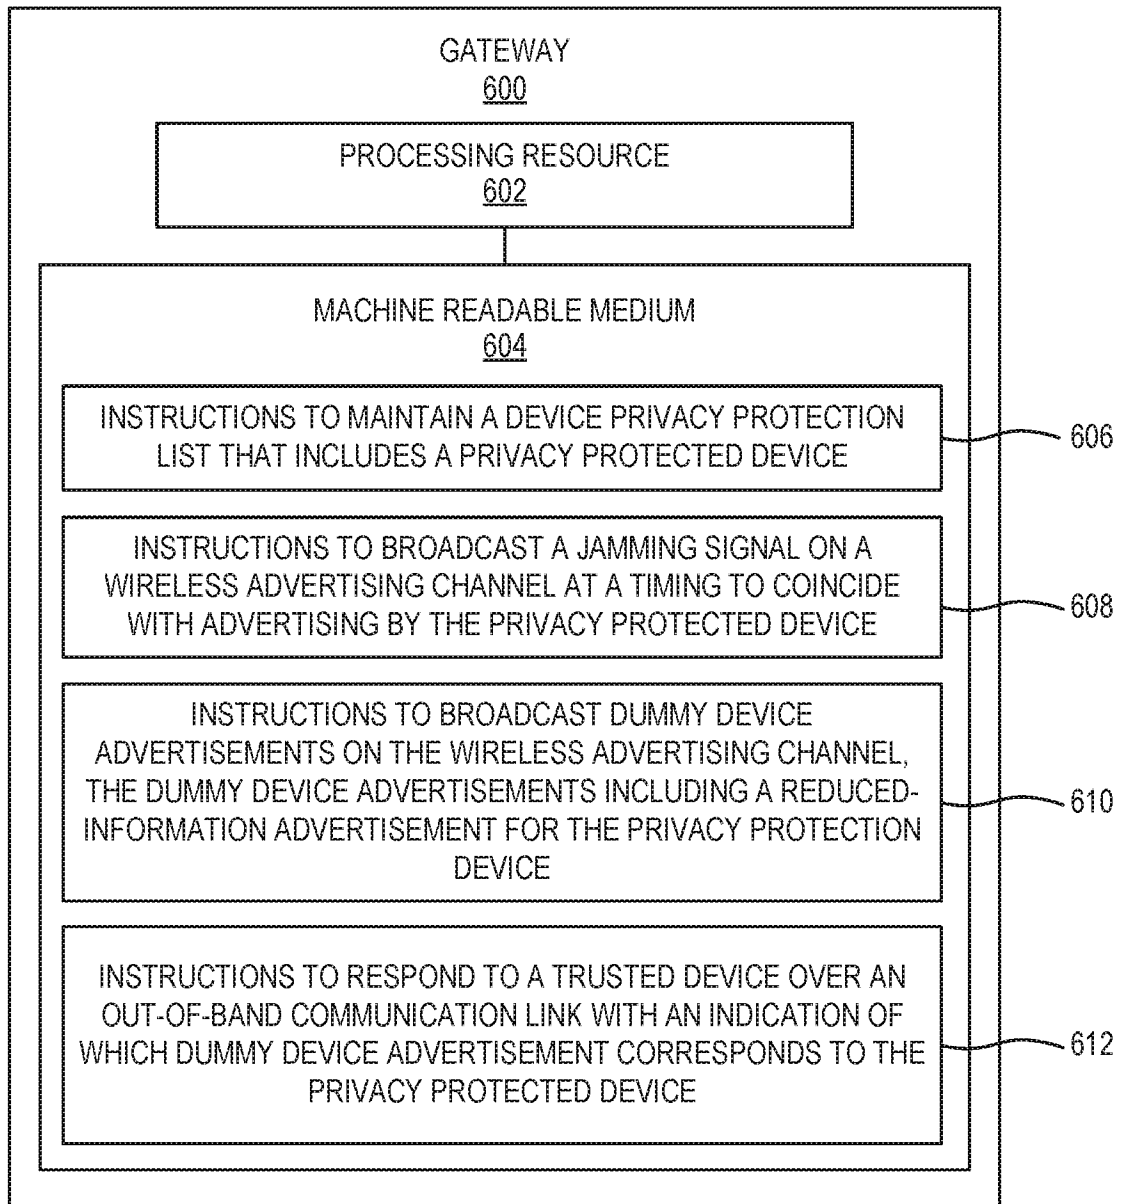 GATEWAY
600
PROCESSING RESOURCE
602
MACHINE READABLE MEDIUM
604
INSTRUCTIONS TO MAINTAIN A DEVICE PRIVACY PROTECTION
LIST THAT INCLUDES A PRIVACY PROTECTED DEVICE
606
INSTRUCTIONS TO BROADCAST A JAMMING SIGNAL ON A
WIRELESS ADVERTISING CHANNEL AT A TIMING TO COINCIDE
WITH ADVERTISING BY THE PRIVACY PROTECTED DEVICE
608
INSTRUCTIONS TO BROADCAST DUMMY DEVICE
ADVERTISEMENTS ON THE WIRELESS ADVERTISING CHANNEL,
THE DUMMY DEVICE ADVERTISEMENTS INCLUDING A REDUCED-
INFORMATION ADVERTISEMENT FOR THE PRIVACY PROTECTION
DEVICE
610
INSTRUCTIONS TO RESPOND TO A TRUSTED DEVICE OVER AN
OUT-OF-BAND COMMUNICATION LINK WITH AN INDICATION OF
WHICH DUMMY DEVICE ADVERTISEMENT CORRESPONDS TO THE
PRIVACY PROTECTED DEVICE
612